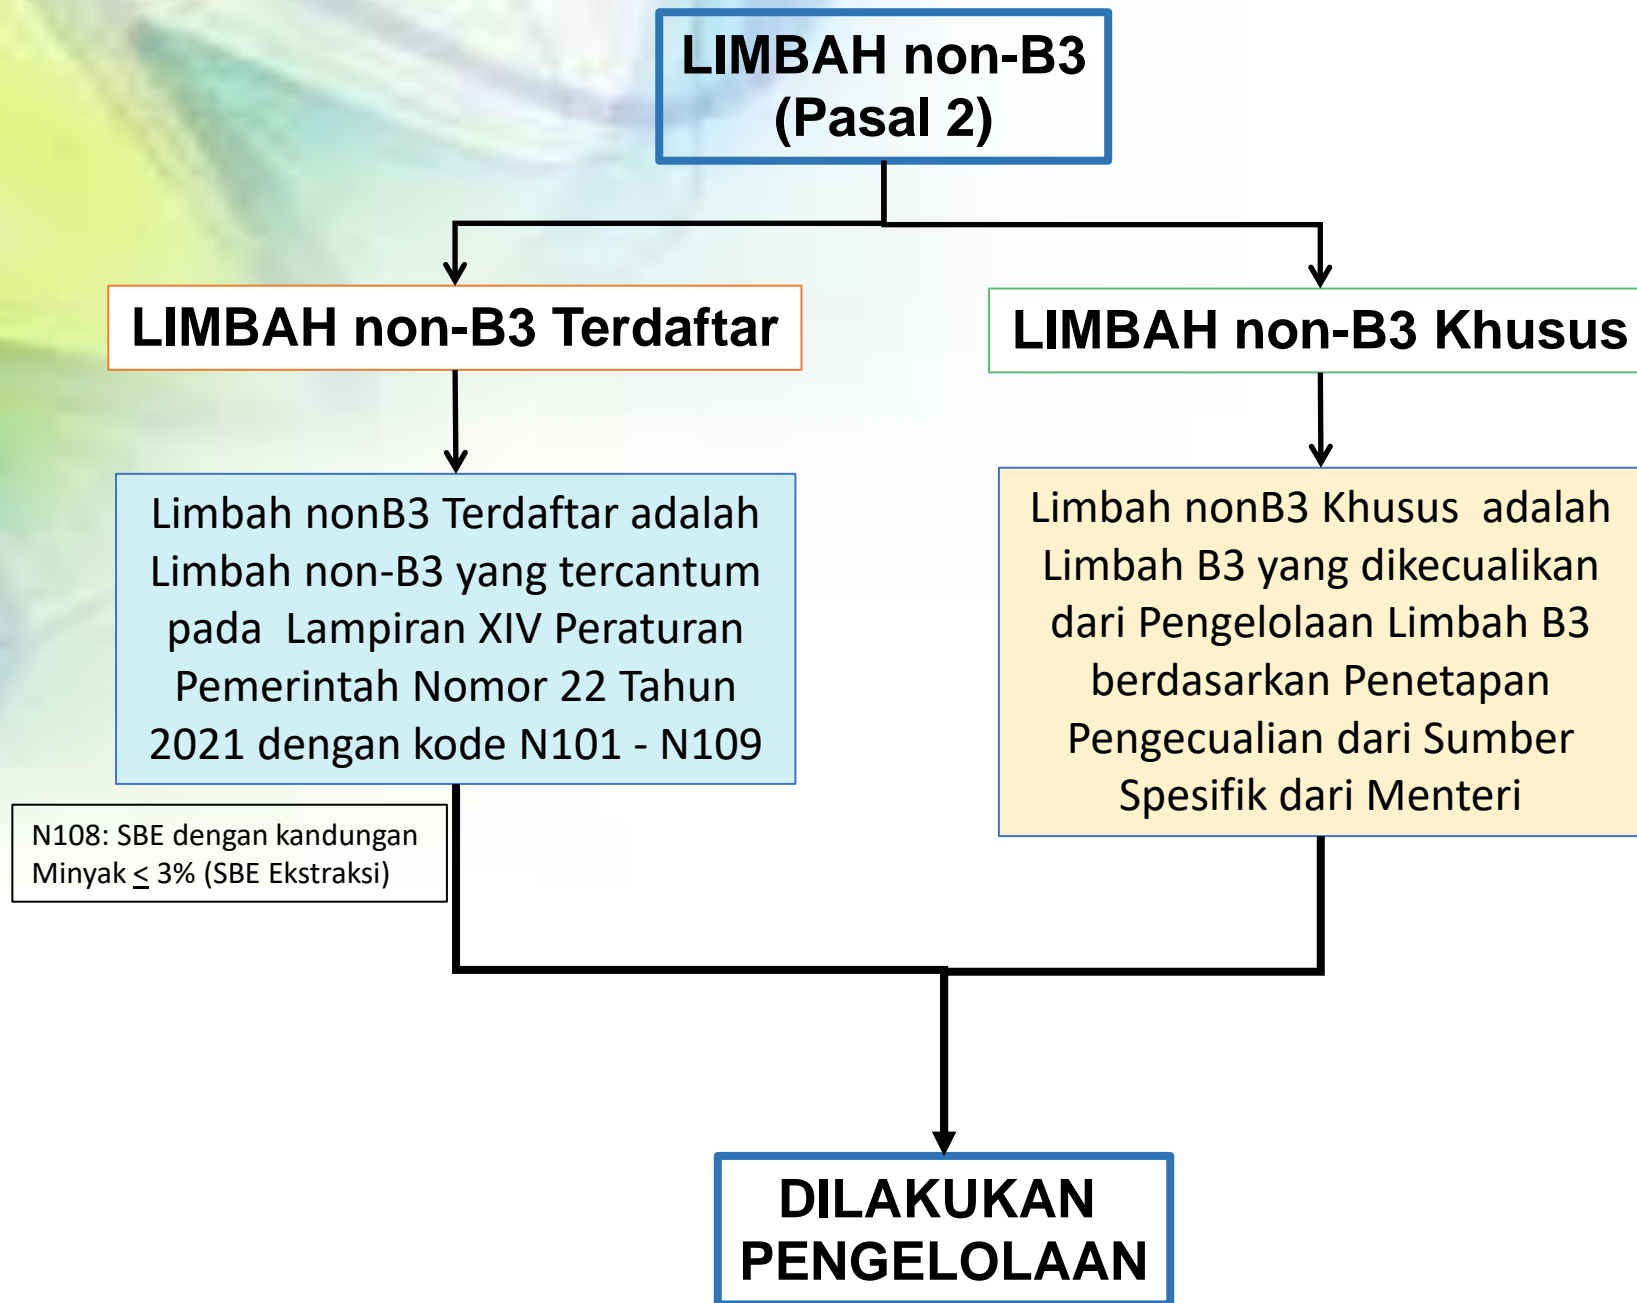 LIMBAH non-B3
(Pasal 2)
LIMBAH non-B3 Terdaftar
LIMBAH non-B3 Khusus
Limbah nonB3 Terdaftar adalah
Limbah non-B3 yang tercantum
pada Lampiran XIV Peraturan
Pemerintah Nomor 22 Tahun
2021 dengan kode N101 - N109
Limbah nonB3 Khusus adalah
Limbah B3 yang dikecualikan
dari Pengelolaan Limbah B3
berdasarkan Penetapan
Pengecualian dari Sumber
Spesifik dari Menteri
N108: SBE dengan kandungan
Minyak ≤ 3% (SBE Ekstraksi)
DILAKUKAN
PENGELOLAAN